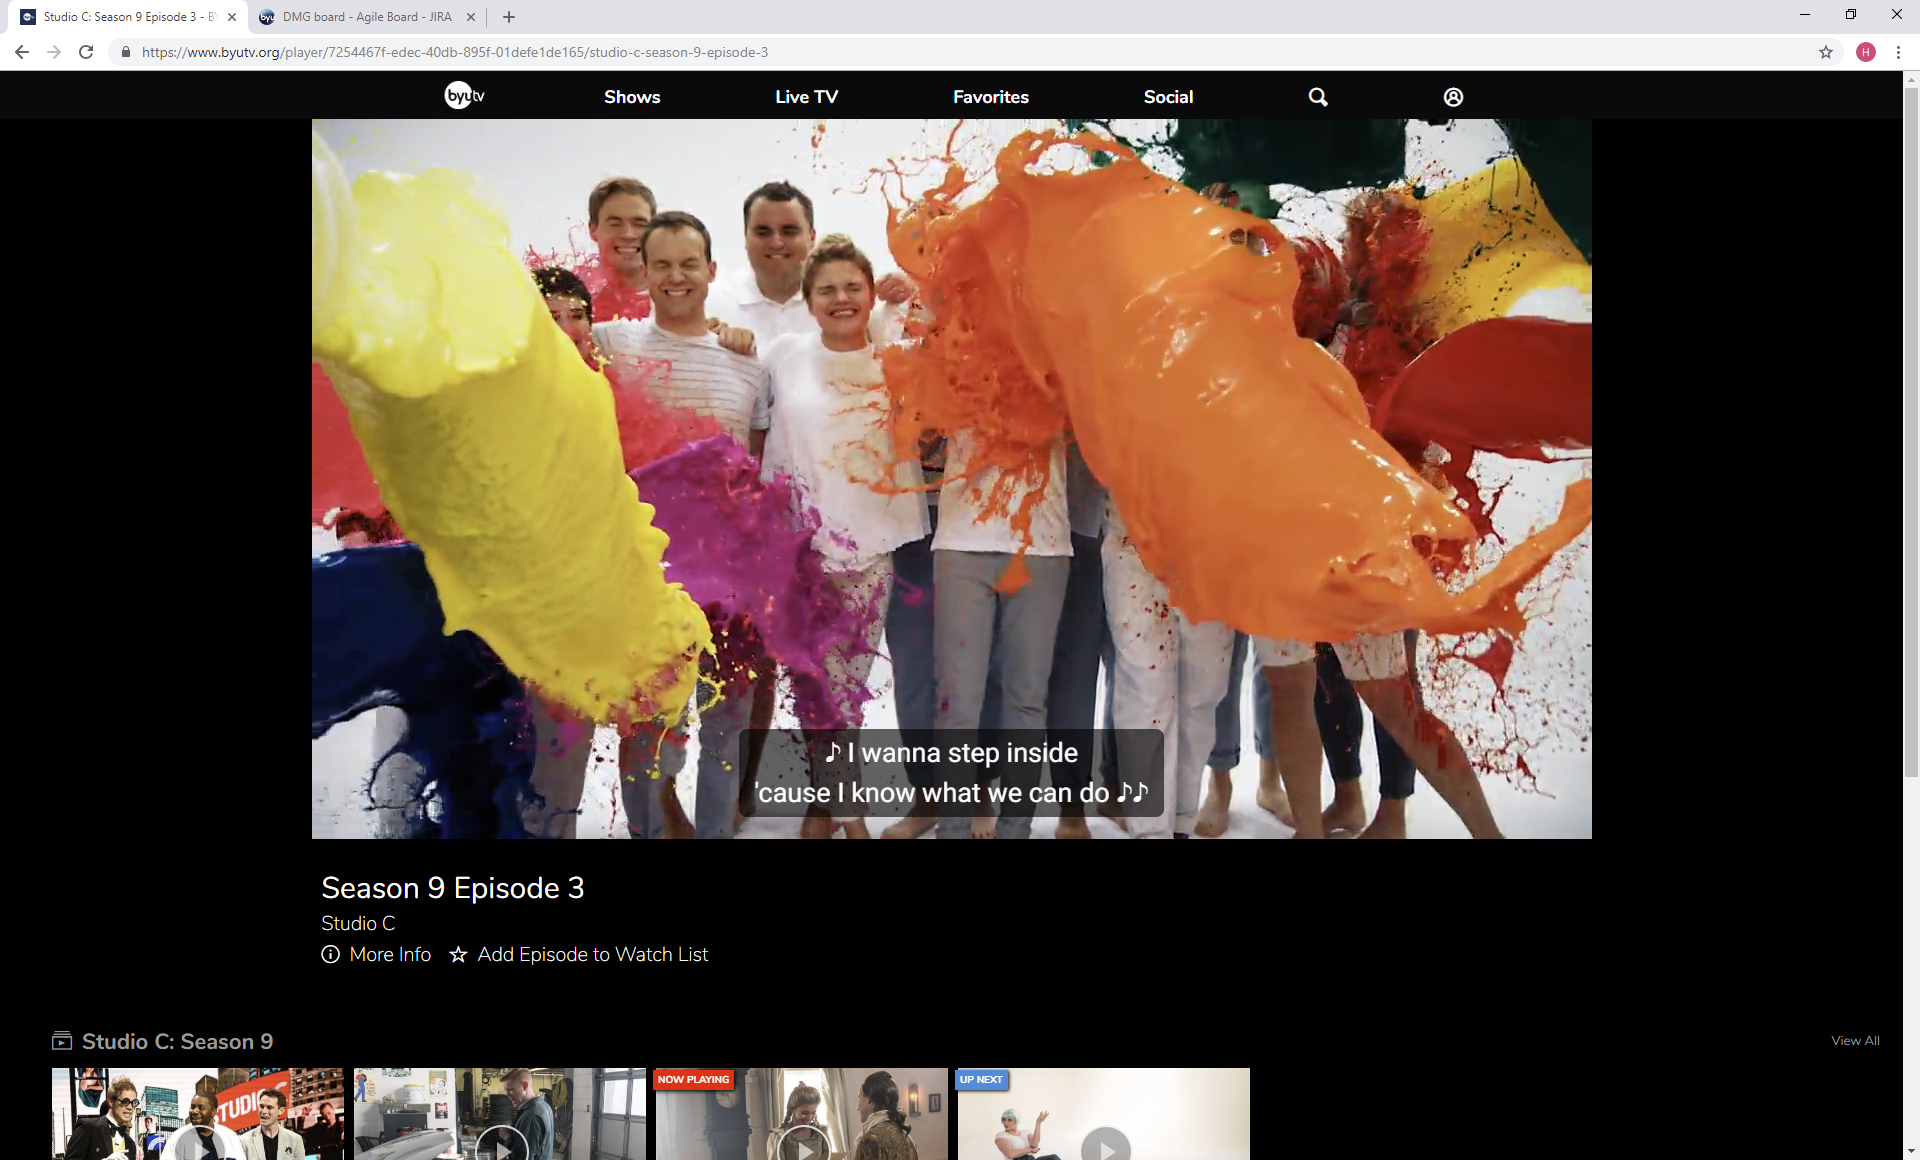 Studio C: Season 9 Episode 3 - BY
DMG board - Agile Board - JIRA
https://www.byutv.org/player/7254467f-edec-40db-895f-01defe1de165/studio-c-season-9-episode-3
H
byutv
Shows
Live TV
Favorites
Social
♪ I wanna step inside
'cause I know what we can do ♪♪
Season 9 Episode 3
Studio C
More Info
Add Episode to Watch List
Studio C: Season 9
View All
NOW PLAYING
UP NEXT